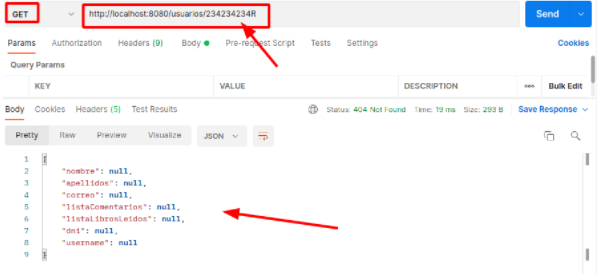 GET http://localhost:8080/usuarios/234234234R Send
Params Authorization Headers (9) Body Pre-request Script Tests Settings Cookies
Query Params
KEY VALUE DESCRIPTION ooo Bulk Edit
Body Cookies Headers (5) Test Results Status: 404 Not Found Time: 19 ms Size: 293 B Save Response
Pretty Raw Preview Visualize JSON
1 {
2 "nombre": null,
3 "apellidos": null,
4 "correo": null,
5 "listaComentarios": null,
6 "listaLibrosLeidos": null,
7 "dni": null,
8 "username": null
9 }